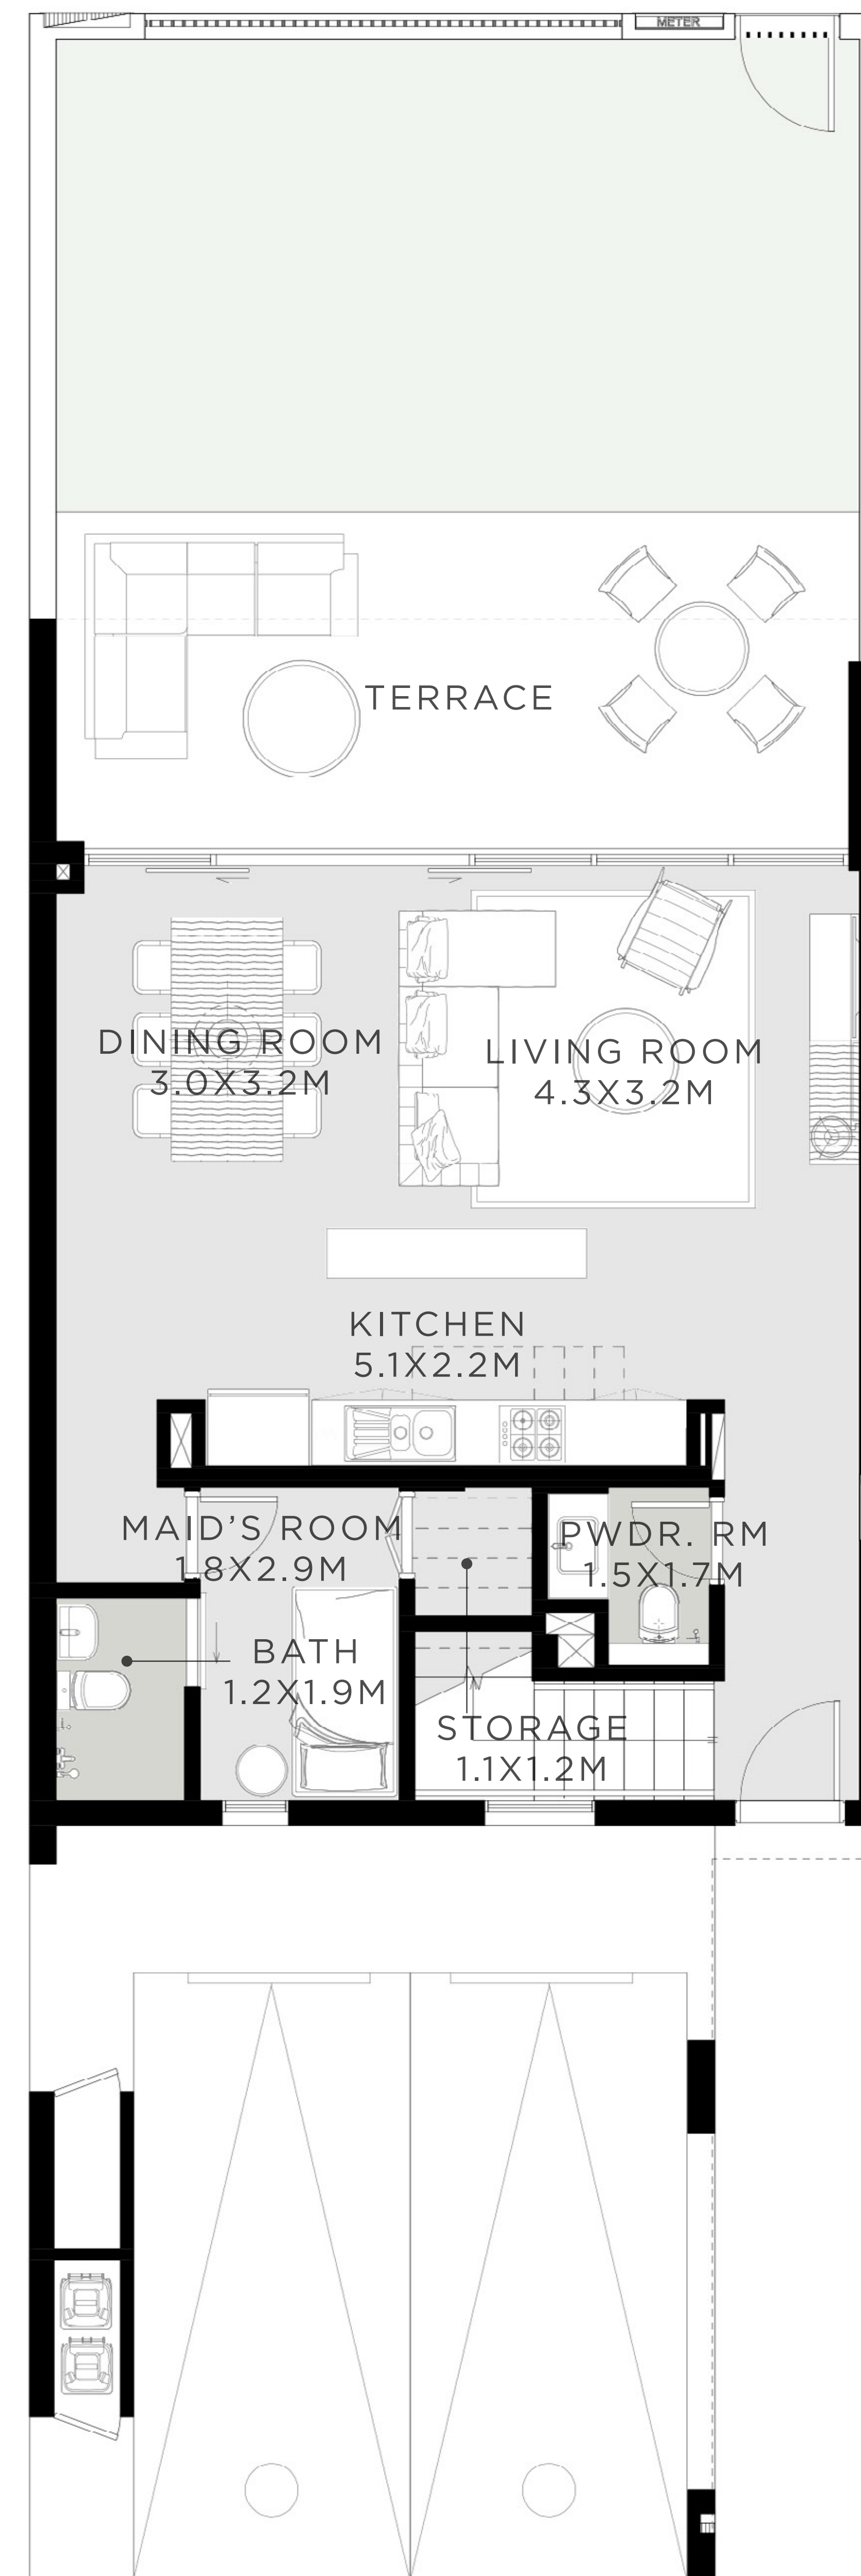 METER
TERRACE
DINING ROOM
3.0X3.2M
LIVING ROOM
4.3X3.2M
KITCHEN
5.1X2.2M
MAID'S ROOM
1.8X2.9M
PWDR. RM
1.5X1.7M
BATH
1.2X1.9M
STORAGE
1.1X1.2M